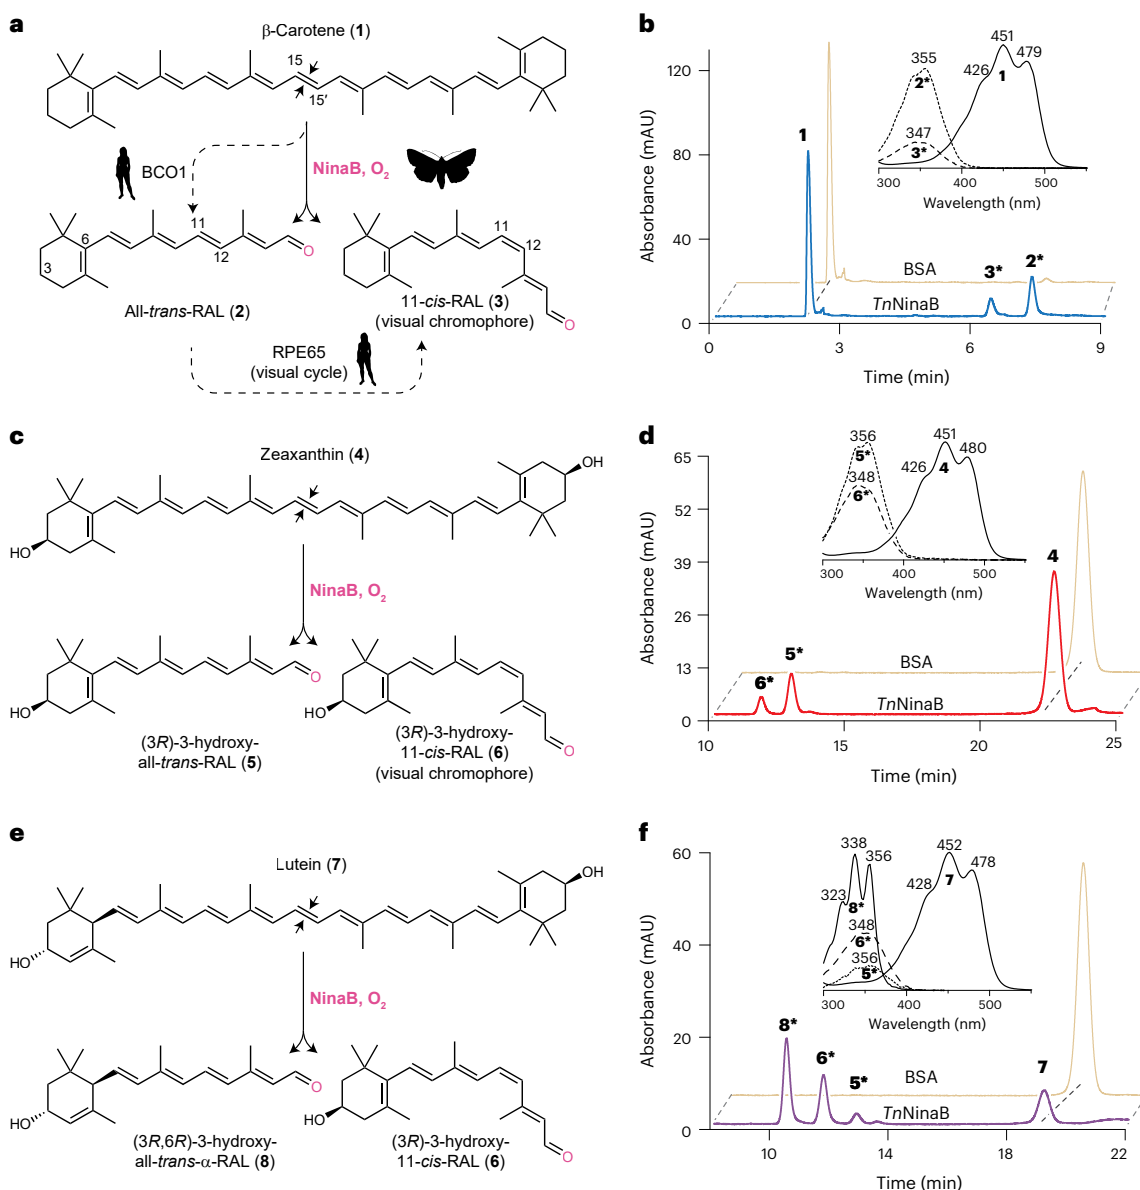 a
β-Carotene (1)
15
15′
BCO1
NinaB, O2
11
6
12
3
O
All-trans-RAL (2)
11
12
11-cis-RAL (3)
(visual chromophore)
O
RPE65
(visual cycle)
b
Absorbance (mAU)
120
80
40
0
0
3
6
9
Time (min)
1
3*
2*
BSA
TnNinaB
451
479
426
355
2*
1
347
3*
300
400
500
Wavelength (nm)
c
Zeaxanthin (4)
OH
HO
NinaB, O2
O
HO
HO
O
(3R)-3-hydroxy-
all-trans-RAL (5)
(3R)-3-hydroxy-
11-cis-RAL (6)
(visual chromophore)
d
Absorbance (mAU)
65
52
39
26
13
0
10
15
20
25
Time (min)
6*
5*
4
BSA
TnNinaB
356
5*
451
480
426
4
348
6*
300
400
500
Wavelength (nm)
e
Lutein (7)
OH
HO
NinaB, O2
O
HO
HO
O
(3R,6R)-3-hydroxy-
all-trans-α-RAL (8)
(3R)-3-hydroxy-
11-cis-RAL (6)
f
Absorbance (mAU)
60
40
20
0
10
14
18
22
Time (min)
8*
6*
5*
7
BSA
TnNinaB
338
356
323
8*
452
478
428
7
348
6*
356
5*
300
400
500
Wavelength (nm)